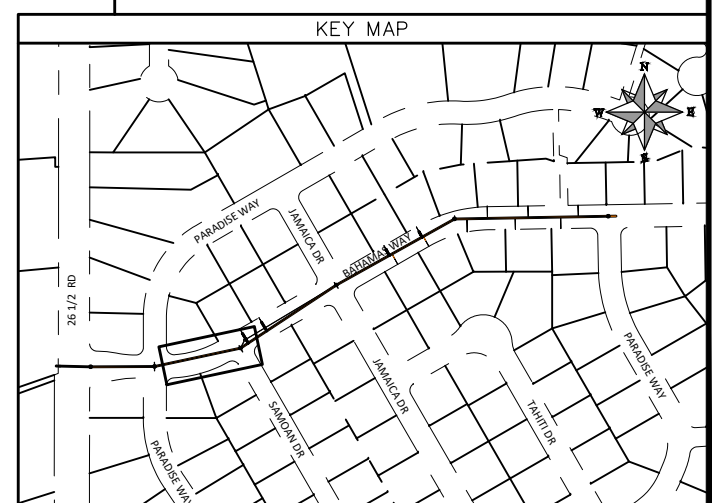 KEY MAP
N
W
E
PARADISE WAY
JAMAICA DR
BAHAMAS WAY
26 1/2 RD
PARADISE WAY
JAMAICA DR
SAMOAN DR
TAHITI DR
PARADISE WAY